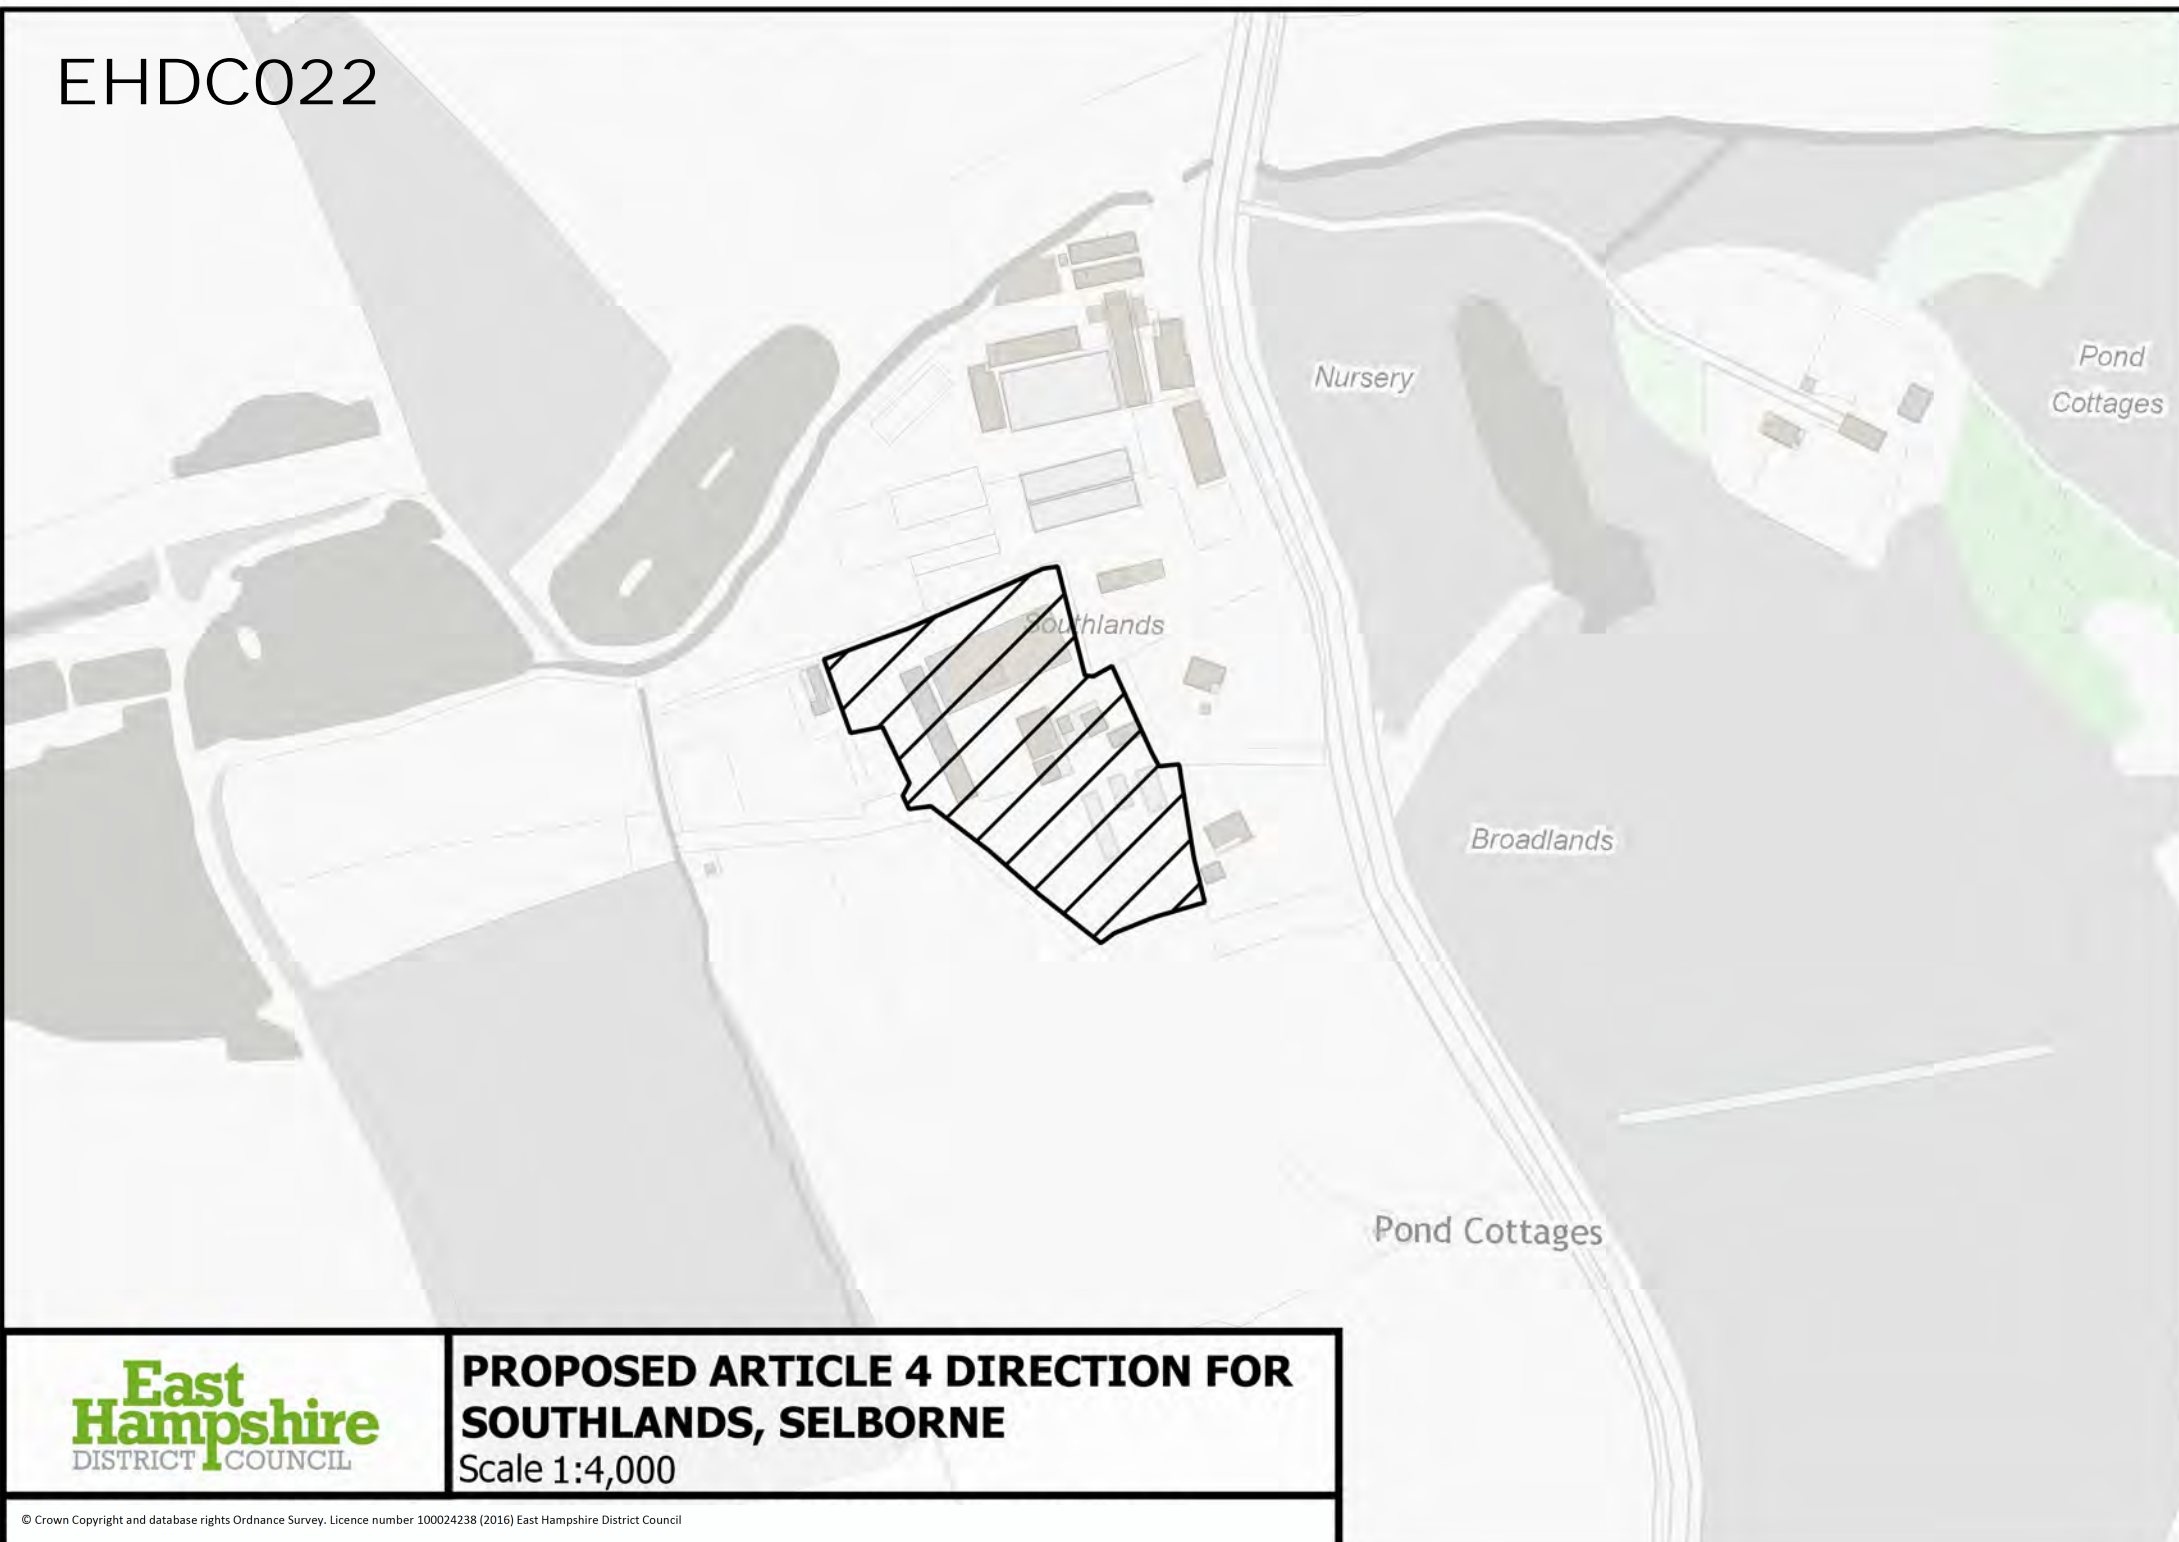 EHDC022
Nursery
Pond
Cottages
Southlands
Broadlands
Pond Cottages
East
Hampshire
DISTRICT COUNCIL
PROPOSED ARTICLE 4 DIRECTION FOR
SOUTHLANDS, SELBORNE
Scale 1:4,000
© Crown Copyright and database rights Ordnance Survey. Licence number 100024238 (2016) East Hampshire District Council